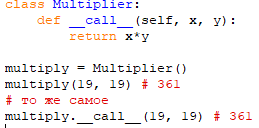 class Multiplier:
    def __call__(self, x, y):
        return x*y

multiply = Multiplier()
multiply(19, 19) # 361
# то же самое
multiply.__call__(19, 19) # 361